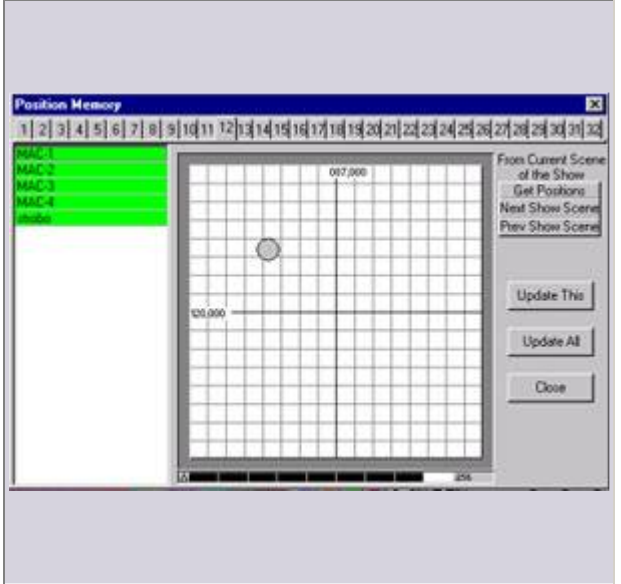 Position Memory
1 2 3 4 5 6 7 8 9 10 11 12 13 14 15 16 17 18 19 20 21 22 23 24 25 26 27 28 29 30 31 32
MAC-1
MAC-2
MAC-3
MAC-4
strobo
007,000
120,000
256
From Current Scene
of the Show
Get Positions
Next Show Scene
Prev Show Scene
Update This
Update All
Close